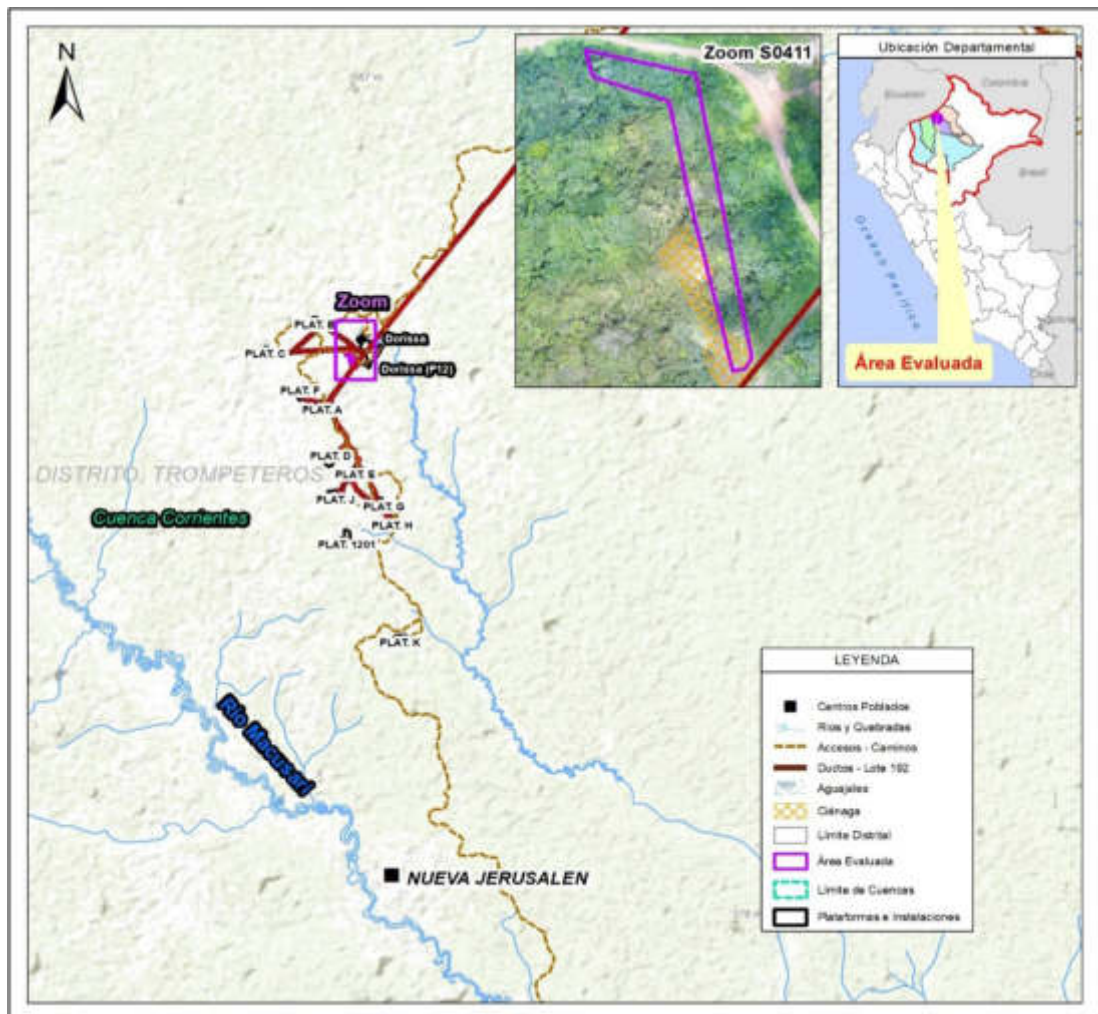 N
Zoom S0411
Ubicación Departamental
Ecuador
Colombia
Brasil
Océano Pacífico
Chile
Área Evaluada
Zoom
PLAT. B
Dorissa
PLAT. C
Dorissa (P12)
PLAT. F
PLAT. A
PLAT. D
DISTRITO, TROMPETEROS
PLAT. E
PLAT. J
PLAT. G
Cuenca Corrientes
PLAT. H
PLAT. 1201
PLAT. K
Río Macusari
NUEVA JERUSALEN
LEYENDA
Centros Poblados
Ríos y Quebradas
Accesos - Caminos
Ductos - Lote 192
Aguajales
Ciénaga
Límite Distrital
Área Evaluada
Límite de Cuencas
Plataformas e Instalaciones